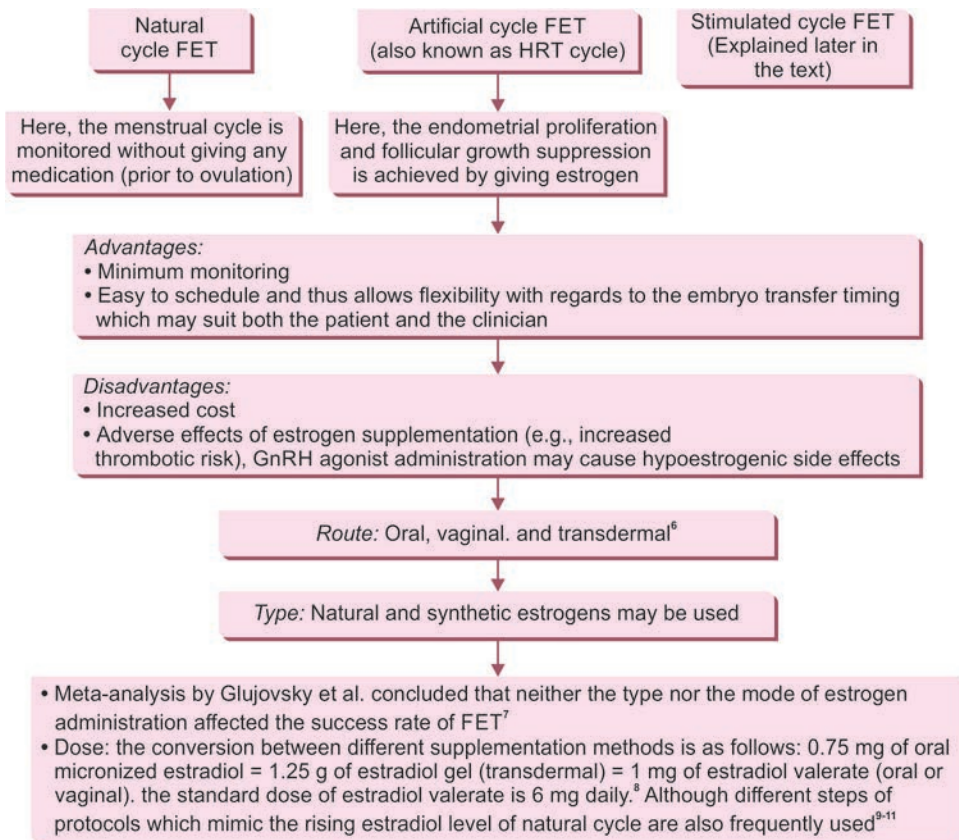 Natural
cycle FET
Artificial cycle FET
(also known as HRT cycle)
Stimulated cycle FET
(Explained later in
the text)
Here, the menstrual cycle is
monitored without giving any
medication (prior to ovulation)
Here, the endometrial proliferation
and follicular growth suppression
is achieved by giving estrogen
Advantages:
• Minimum monitoring
• Easy to schedule and thus allows flexibility with regards to the embryo transfer timing
which may suit both the patient and the clinician
Disadvantages:
• Increased cost
• Adverse effects of estrogen supplementation (e.g., increased
thrombotic risk), GnRH agonist administration may cause hypoestrogenic side effects
Route: Oral, vaginal. and transdermal⁶
Type: Natural and synthetic estrogens may be used
• Meta-analysis by Glujovsky et al. concluded that neither the type nor the mode of estrogen
administration affected the success rate of FET⁷
• Dose: the conversion between different supplementation methods is as follows: 0.75 mg of oral
micronized estradiol = 1.25 g of estradiol gel (transdermal) = 1 mg of estradiol valerate (oral or
vaginal). the standard dose of estradiol valerate is 6 mg daily.⁸ Although different steps of
protocols which mimic the rising estradiol level of natural cycle are also frequently used⁹⁻¹¹